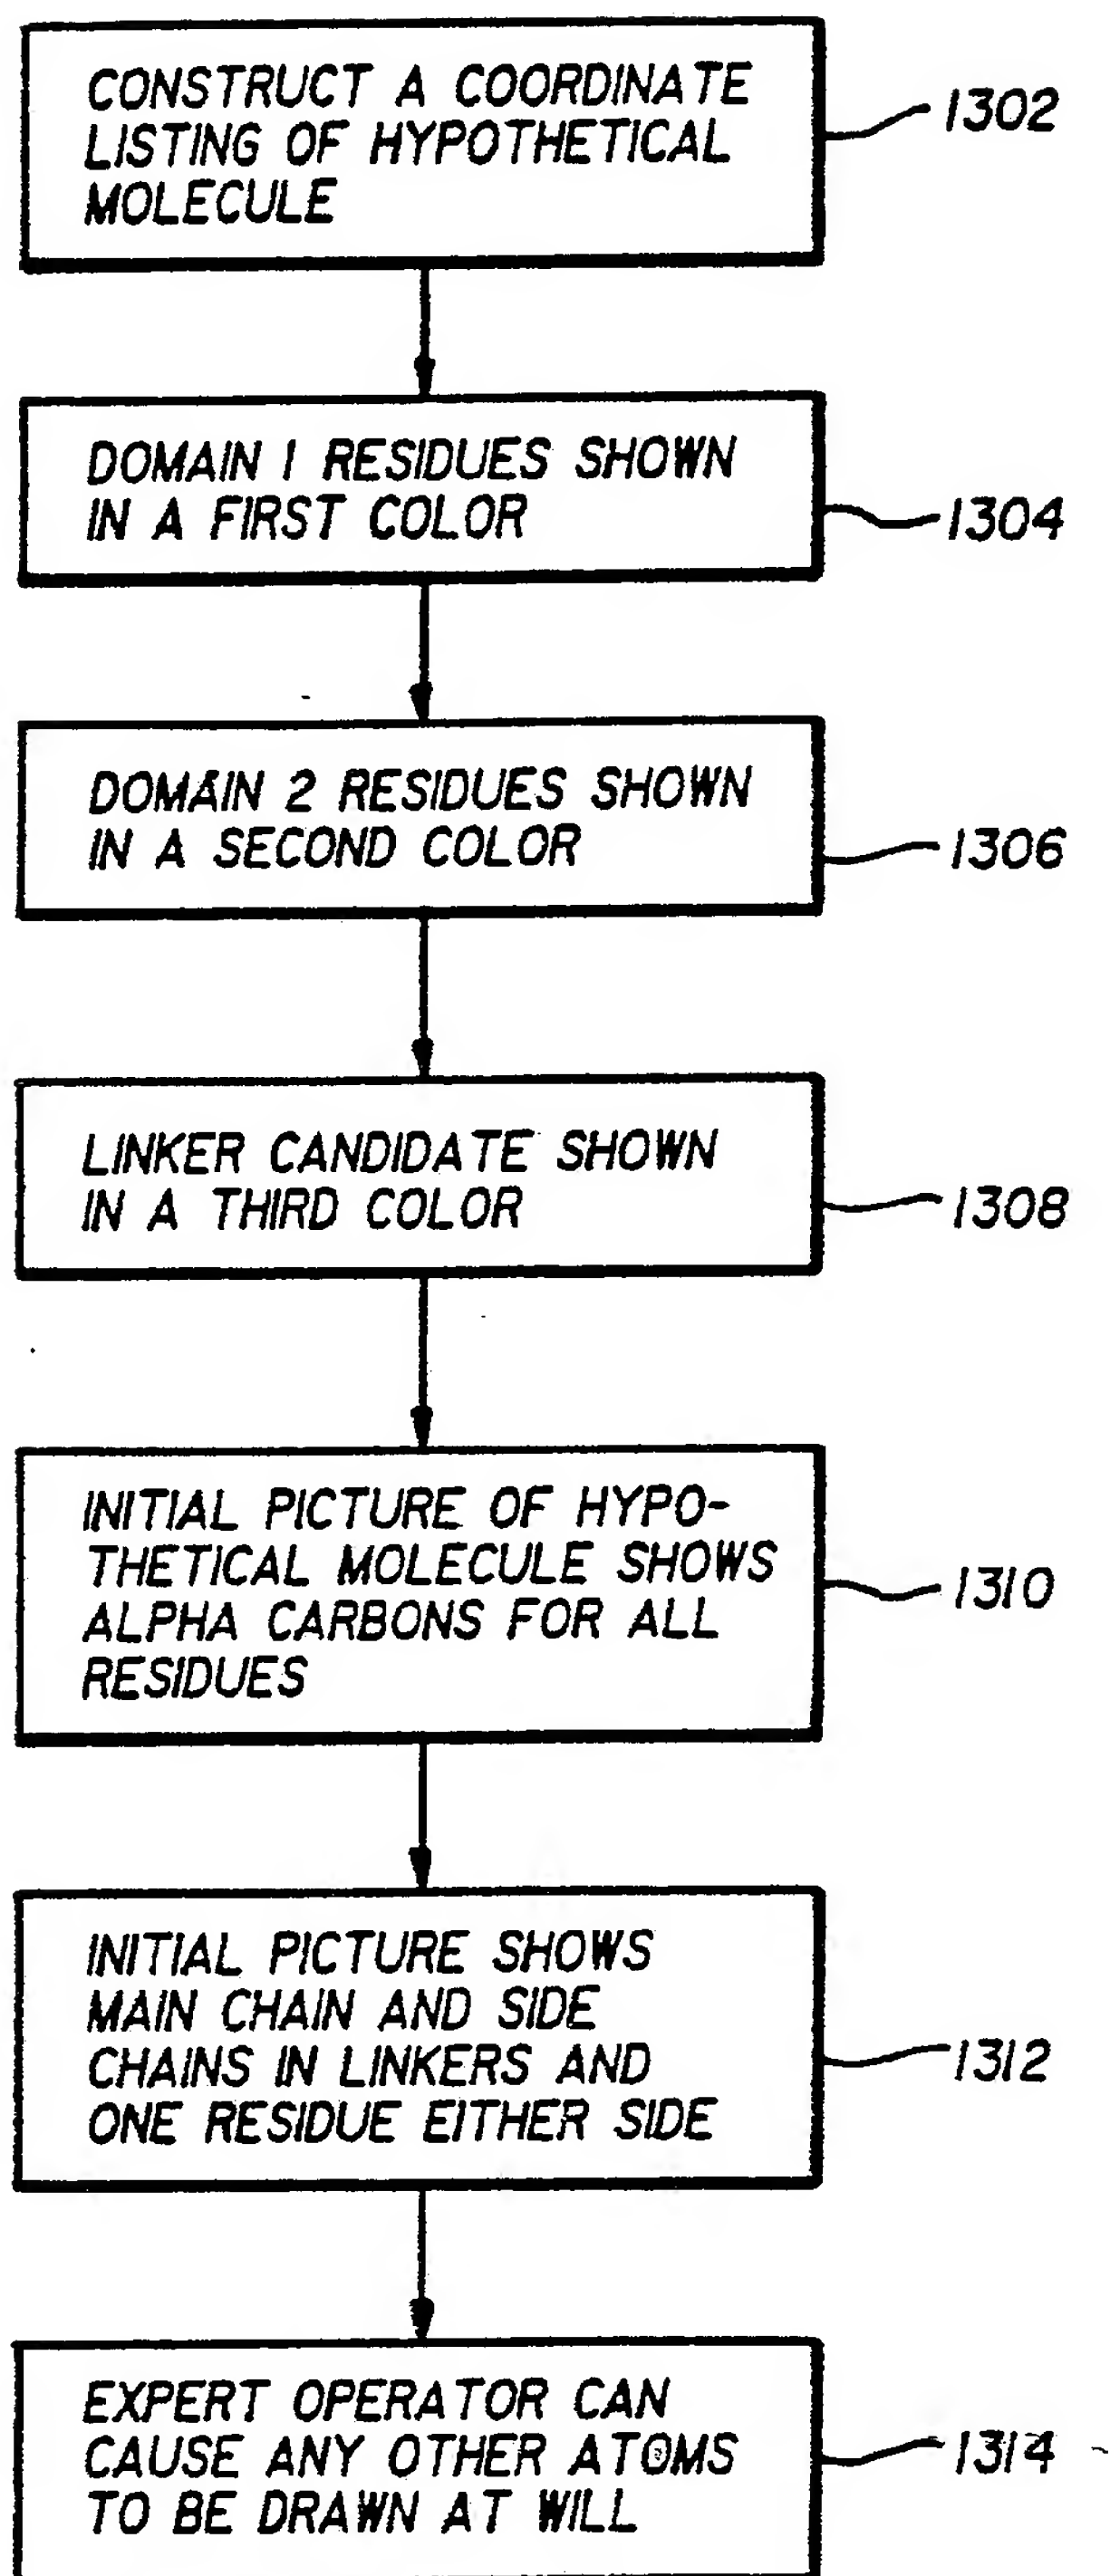 CONSTRUCT A COORDINATE
LISTING OF HYPOTHETICAL
MOLECULE
1302
DOMAIN 1 RESIDUES SHOWN
IN A FIRST COLOR
1304
DOMAIN 2 RESIDUES SHOWN
IN A SECOND COLOR
1306
LINKER CANDIDATE SHOWN
IN A THIRD COLOR
1308
INITIAL PICTURE OF HYPO-
THETICAL MOLECULE SHOWS
ALPHA CARBONS FOR ALL
RESIDUES
1310
INITIAL PICTURE SHOWS
MAIN CHAIN AND SIDE
CHAINS IN LINKERS AND
ONE RESIDUE EITHER SIDE
1312
EXPERT OPERATOR CAN
CAUSE ANY OTHER ATOMS
TO BE DRAWN AT WILL
1314